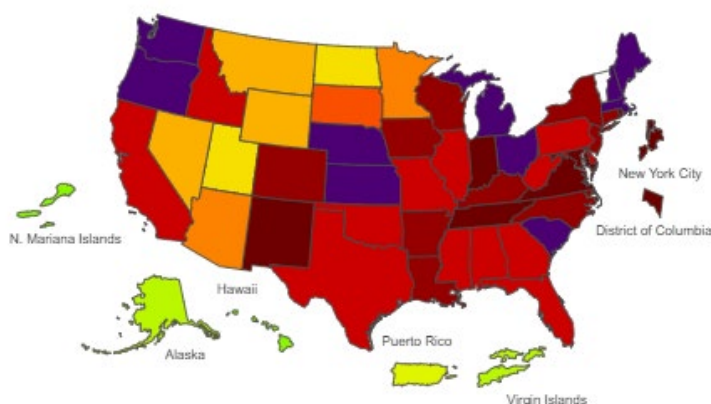 New York City
District of Columbia
N. Mariana Islands
Hawaii
Puerto Rico
Alaska
Virgin Islands